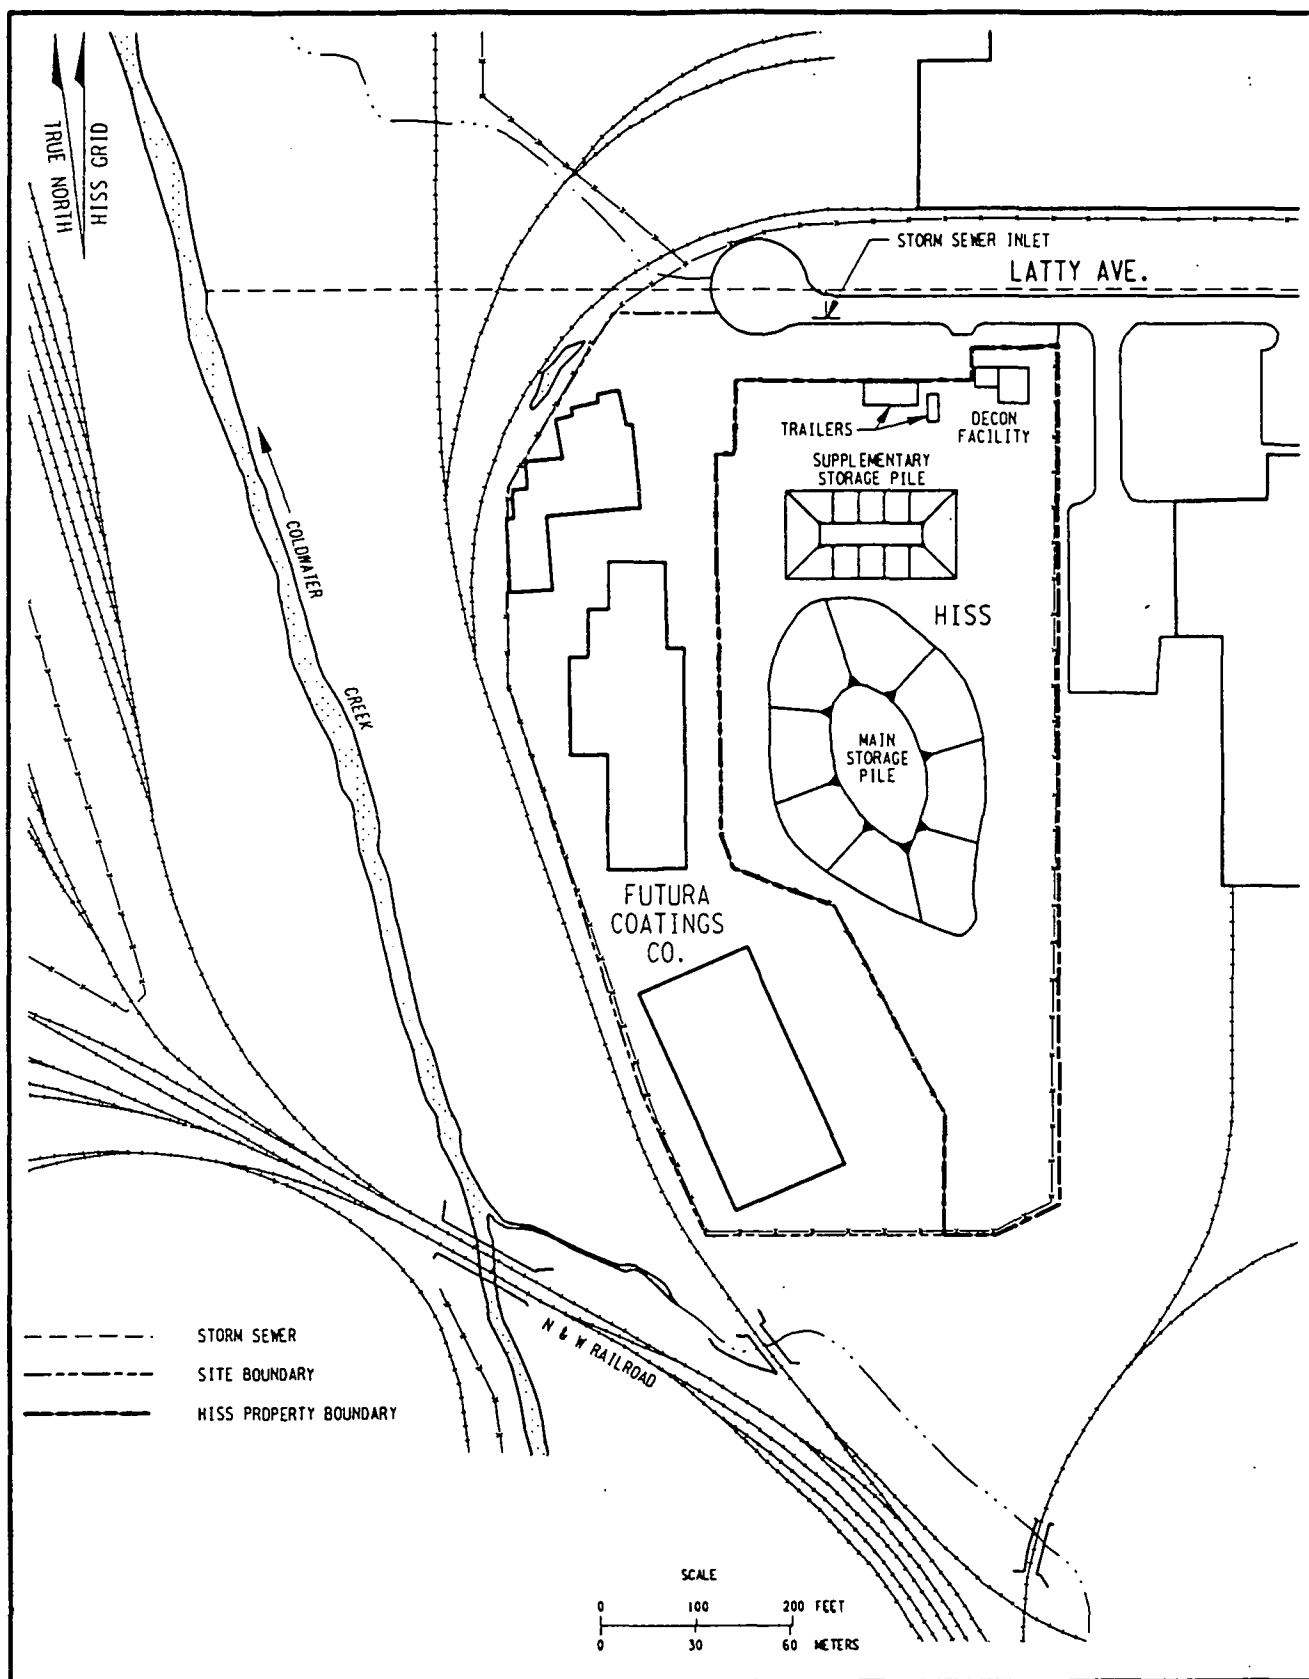 TRUE NORTH
HISS GRID
STORM SEWER INLET
LATTY AVE.
TRAILERS
DECON
FACILITY
SUPPLEMENTARY
STORAGE PILE
COLDWATER
CREEK
HISS
MAIN
STORAGE
PILE
FUTURA
COATINGS
CO.
N & W RAILROAD
STORM SEWER
SITE BOUNDARY
HISS PROPERTY BOUNDARY
SCALE
0 100 200 FEET
0 30 60 METERS